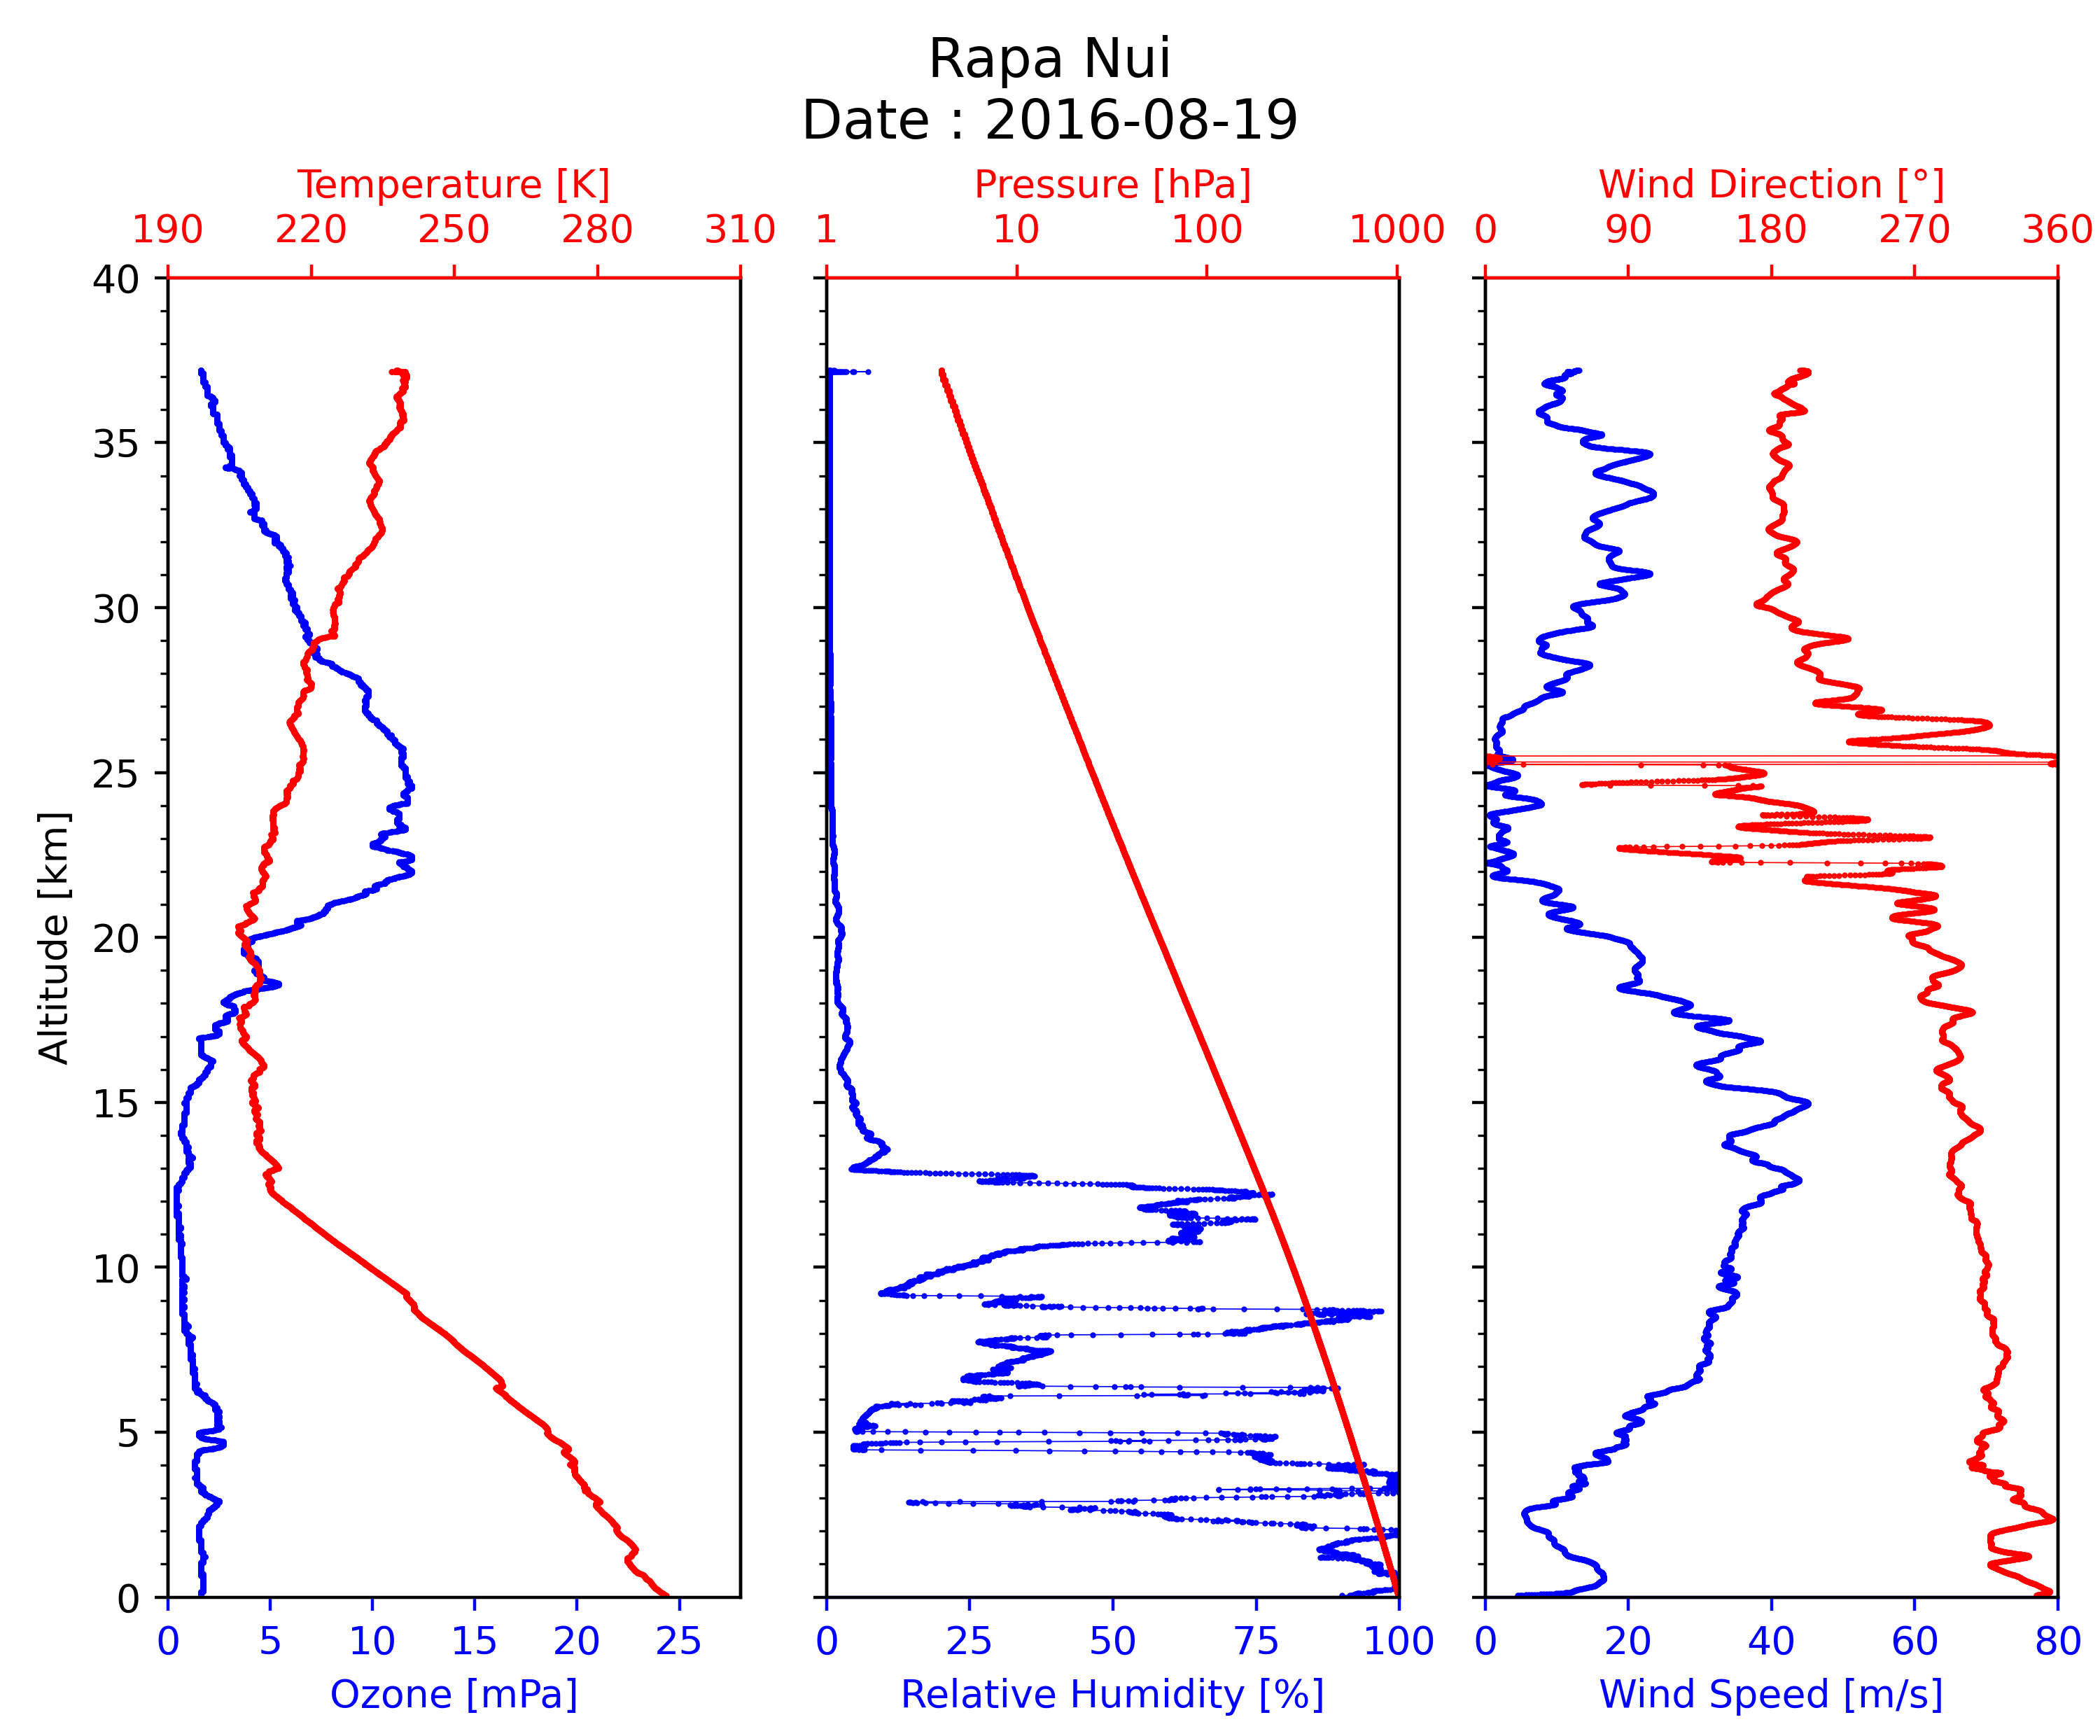 Rapa Nui
Date : 2016-08-19
Temperature [K]
Pressure [hPa]
Wind Direction [°]
190 220 250 280 310
1 10 100 1000
0 90 180 270 360
40
35
30
25
20
15
10
5
0
Altitude [km]
0 5 10 15 20 25
0 25 50 75 100
0 20 40 60 80
Ozone [mPa]
Relative Humidity [%]
Wind Speed [m/s]